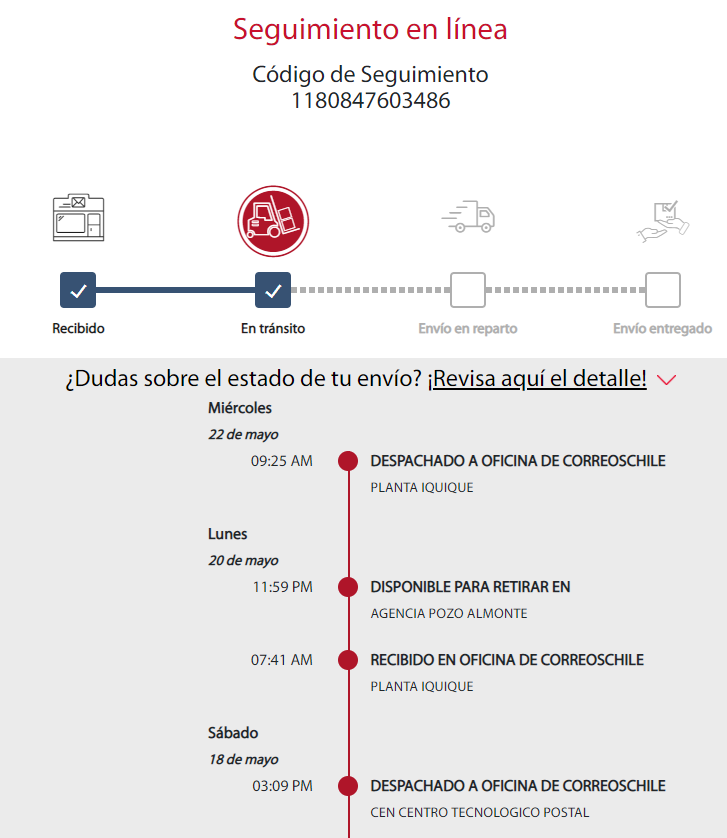 Seguimiento en línea
Código de Seguimiento
1180847603486
Recibido
En tránsito
Envío en reparto
Envío entregado
¿Dudas sobre el estado de tu envío? ¡Revisa aquí el detalle!
Miércoles
22 de mayo
09:25 AM DESPACHADO A OFICINA DE CORREOSCHILE
PLANTA IQUIQUE
Lunes
20 de mayo
11:59 PM DISPONIBLE PARA RETIRAR EN
AGENCIA POZO ALMONTE
07:41 AM RECIBIDO EN OFICINA DE CORREOSCHILE
PLANTA IQUIQUE
Sábado
18 de mayo
03:09 PM DESPACHADO A OFICINA DE CORREOSCHILE
CEN CENTRO TECNOLOGICO POSTAL